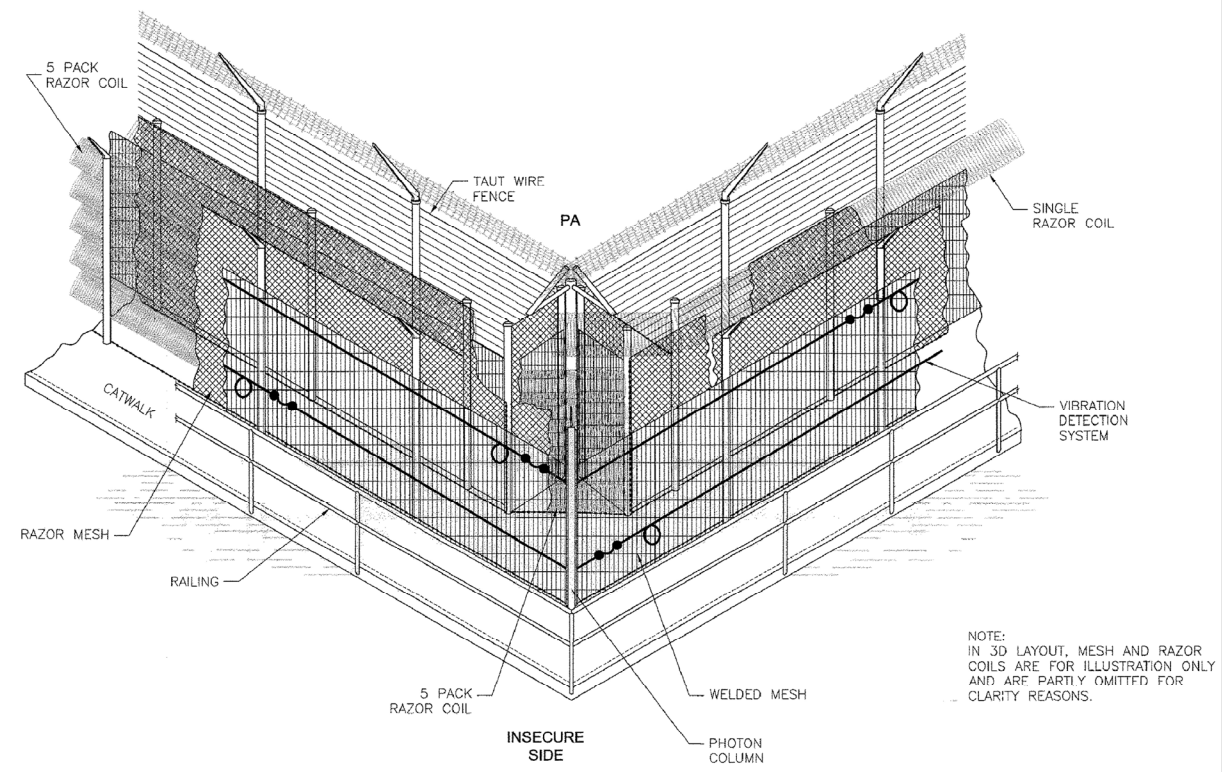 5 PACK
RAZOR COIL
TAUT WIRE
FENCE
PA
SINGLE
RAZOR COIL
CATWALK
VIBRATION
DETECTION
SYSTEM
RAZOR MESH
RAILING
NOTE:
IN 3D LAYOUT, MESH AND RAZOR
COILS ARE FOR ILLUSTRATION ONLY
AND ARE PARTLY OMITTED FOR
CLARITY REASONS.
5 PACK
RAZOR COIL
WELDED MESH
INSECURE
SIDE
PHOTON
COLUMN